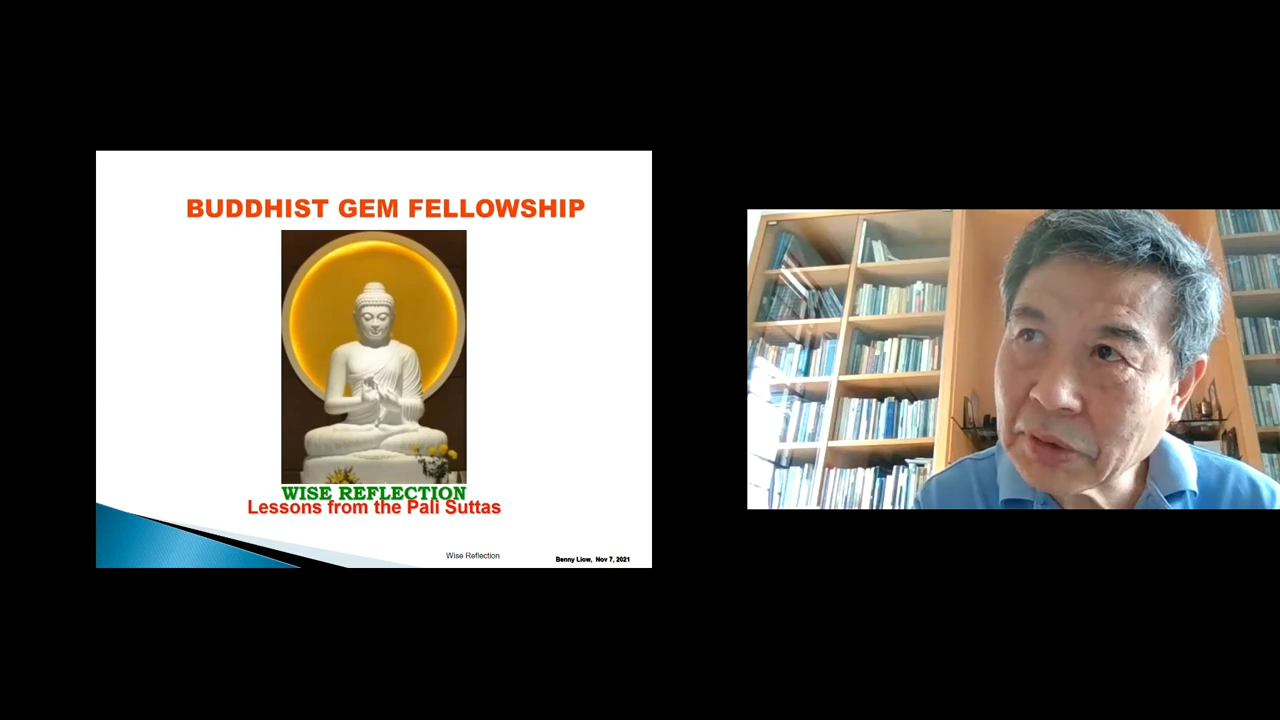 BUDDHIST GEM FELLOWSHIP
WISE REFLECTION
Lessons from the Pali Suttas
Wise Reflection
Benny Liow, Nov 7, 2021